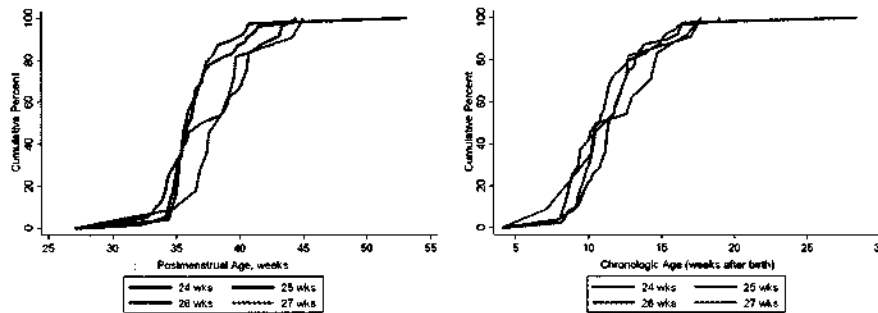 100
80
60
40
20
0
Cumulative Percent
25 30 35 40 45 50 55
Postmenstrual Age, weeks
24 wks 25 wks
26 wks 27 wks
100
80
60
40
20
0
Cumulative Percent
5 10 15 20 25 3
Chronologic Age (weeks after birth)
24 wks 25 wks
26 wks 27 wks